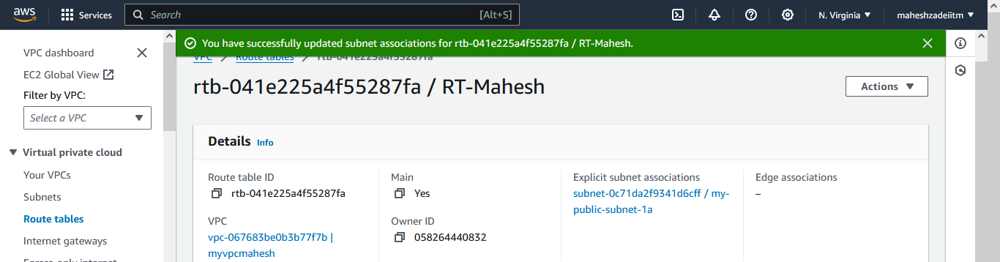 aws
Services
Search
[Alt+S]
N. Virginia
maheshzadeiitm
VPC dashboard
EC2 Global View
Filter by VPC:
Select a VPC
Virtual private cloud
Your VPCs
Subnets
Route tables
Internet gateways
Egress-only internet
You have successfully updated subnet associations for rtb-041e225a4f55287fa / RT-Mahesh.
VPC / Route tables / rtb-041e225a4f55287fa
rtb-041e225a4f55287fa / RT-Mahesh
Actions
Details Info
Route table ID
rtb-041e225a4f55287fa
VPC
vpc-067683be0b3b77f7b |
myvpcmahesh
Main
Yes
Owner ID
058264440832
Explicit subnet associations
subnet-0c71da2f9341d6cff / my-
public-subnet-1a
Edge associations
–